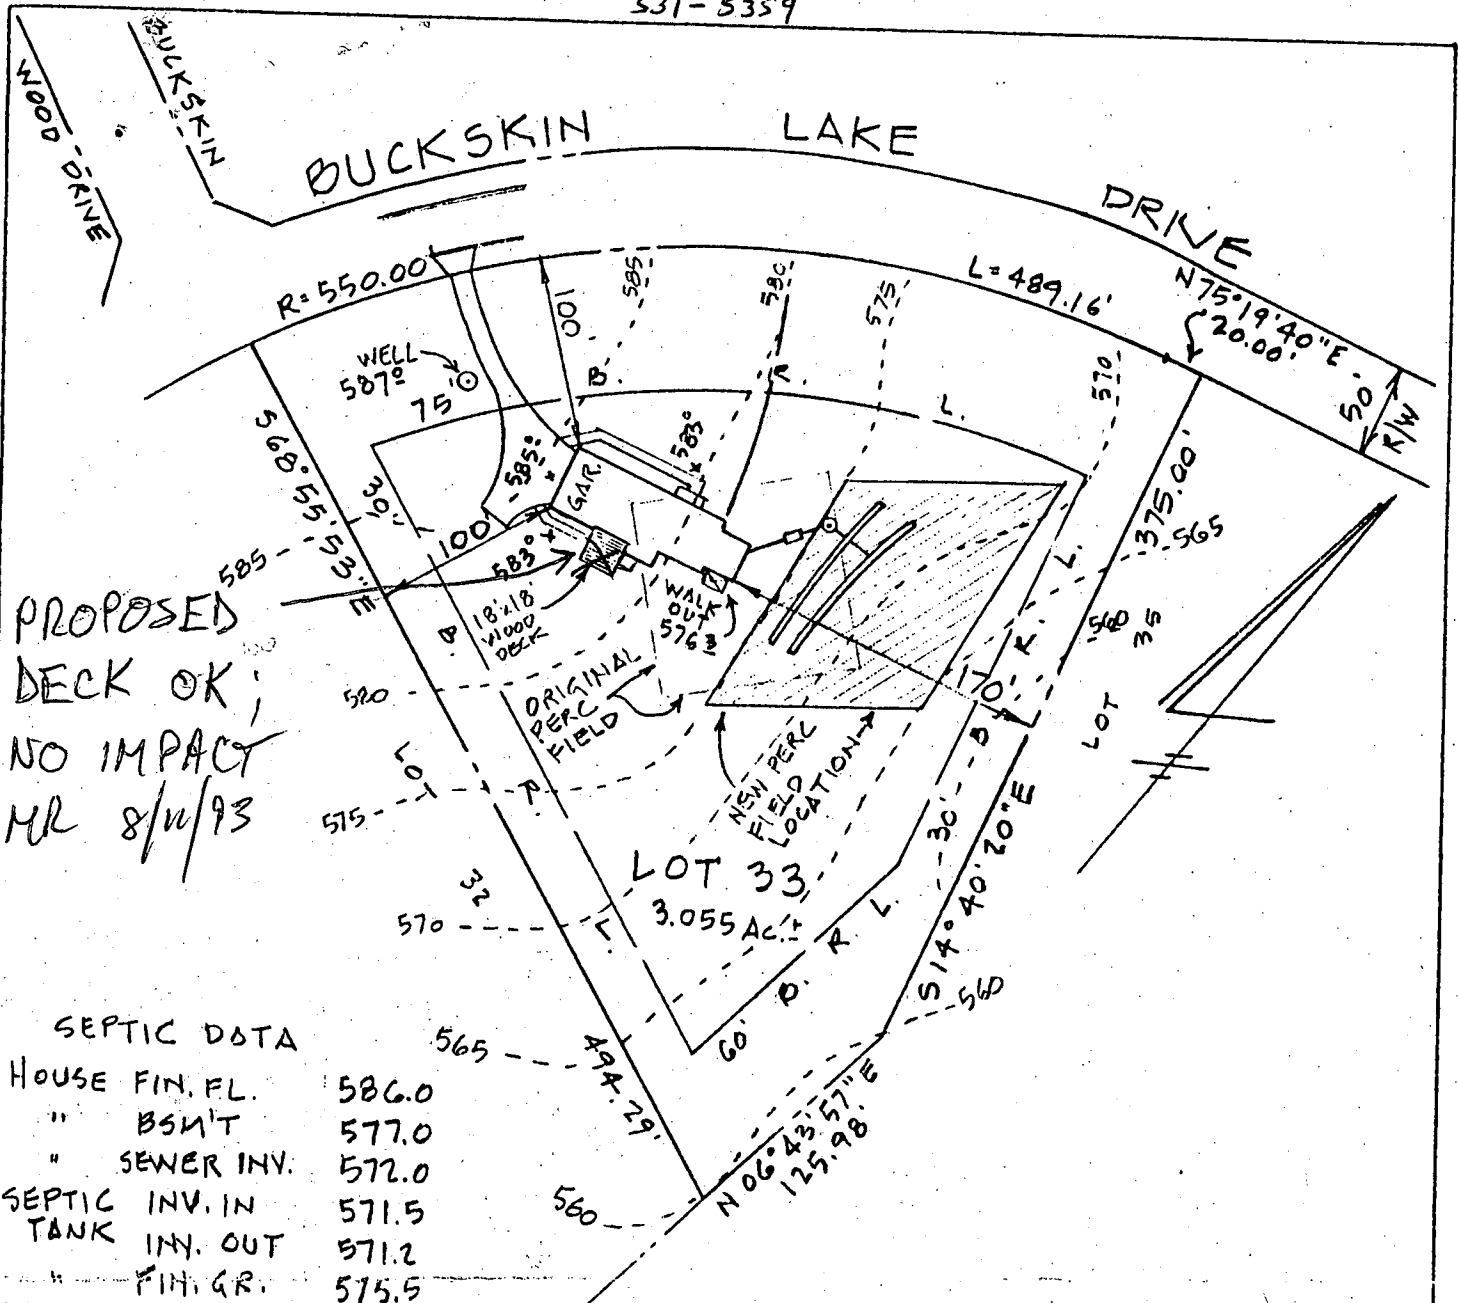 531-5359
WOOD DRIVE
BUCKSKIN
BUCKSKIN LAKE DRIVE
R=550.00
L=489.16'
N75°19'40"E
20.00'
50'
R/W
585
580
575
570
100'
WELL
587º
75'
B. R. L.
S68°55'53"E
30'
585º
GAR.
583º
375.00'
565
560
LOT 35
585
100'
583º
18'x18'
WOOD
DECK
WALK
OUT
576
PROPOSED
DECK OK;
NO IMPACT
MR 8/11/93
ORIGINAL
PERC
FIELD
170'
B. R. L.
NEW PERC
FIELD
LOCATION
580
575
570
565
560
LOT 32
B. R. L.
LOT 33
3.055 AC.±
30'
B. R. L.
60'
S14°40'20"E
560
494.29'
N06°43'57"E
125.98'
SEPTIC DATA
HOUSE FIN. FL. 586.0
" BSM'T 577.0
" SEWER INV. 572.0
SEPTIC INV. IN 571.5
TANK INV. OUT 571.2
" FIN. GR. 575.5